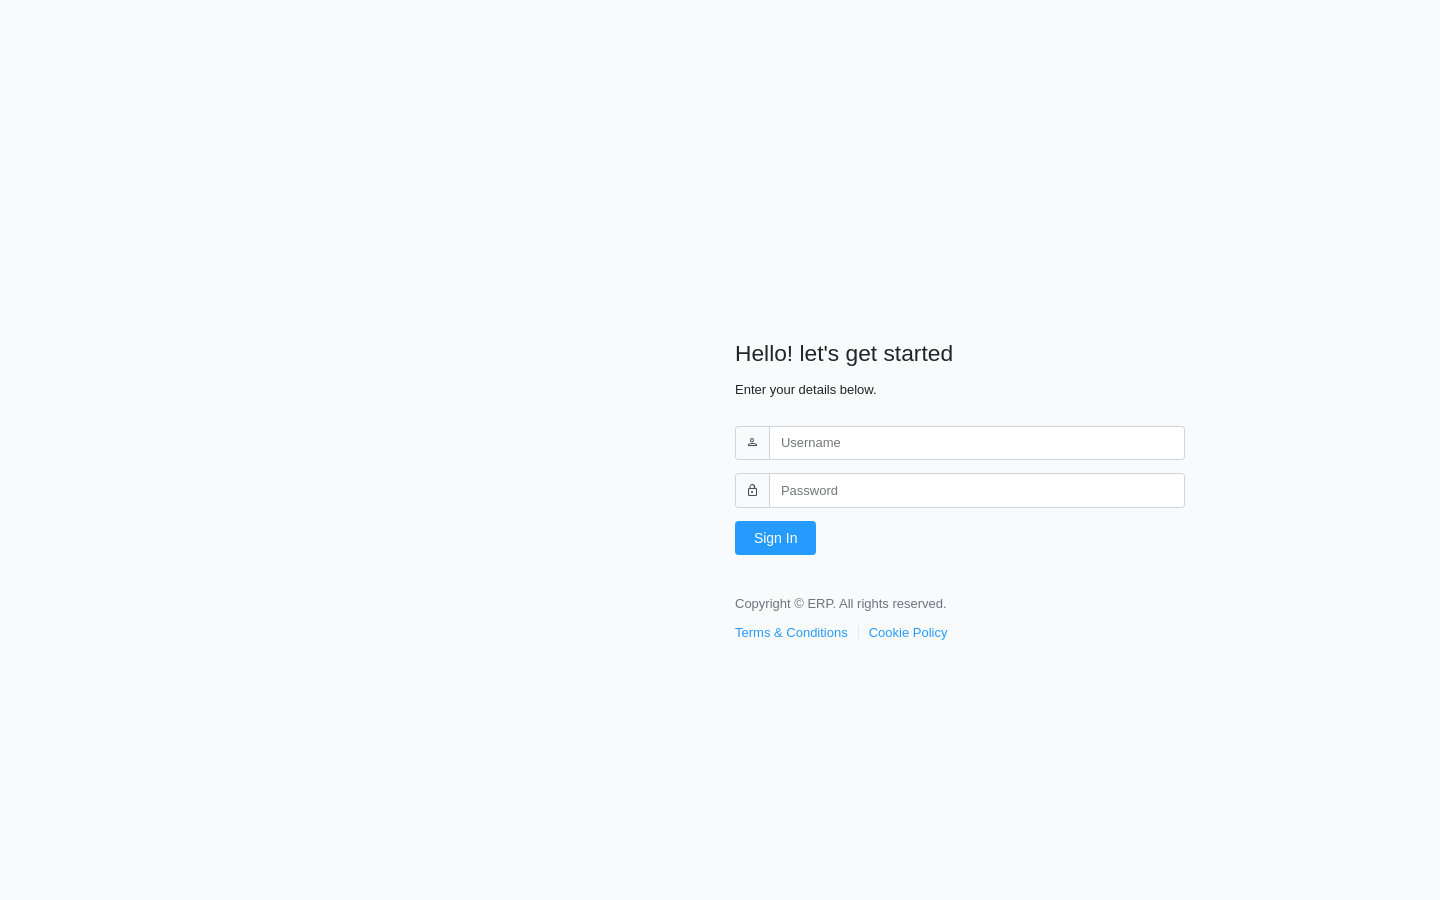 Hello! let's get started
Enter your details below.
Username
Password
Sign In
Copyright © ERP. All rights reserved.
Terms & Conditions Cookie Policy